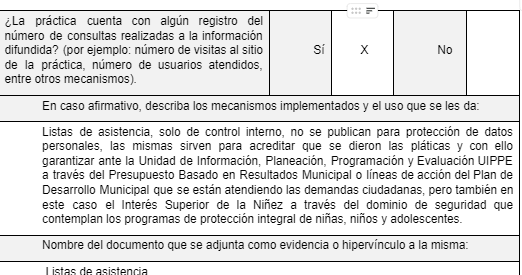 ¿La práctica cuenta con algún registro del
número de consultas realizadas a la información
difundida? (por ejemplo: número de visitas al sitio
de la práctica, número de usuarios atendidos,
entre otros mecanismos).
Sí
X
No
En caso afirmativo, describa los mecanismos implementados y el uso que se les da:
Listas de asistencia, solo de control interno, no se publican para protección de datos
personales, las mismas sirven para acreditar que se dieron las pláticas y con ello
garantizar ante la Unidad de Información, Planeación, Programación y Evaluación UIPPE
a través del Presupuesto Basado en Resultados Municipal o líneas de acción del Plan de
Desarrollo Municipal que se están atendiendo las demandas ciudadanas, pero también en
este caso el Interés Superior de la Niñez a través del dominio de seguridad que
contemplan los programas de protección integral de niñas, niños y adolescentes.
Nombre del documento que se adjunta como evidencia o hipervínculo a la misma:
Listas de asistencia